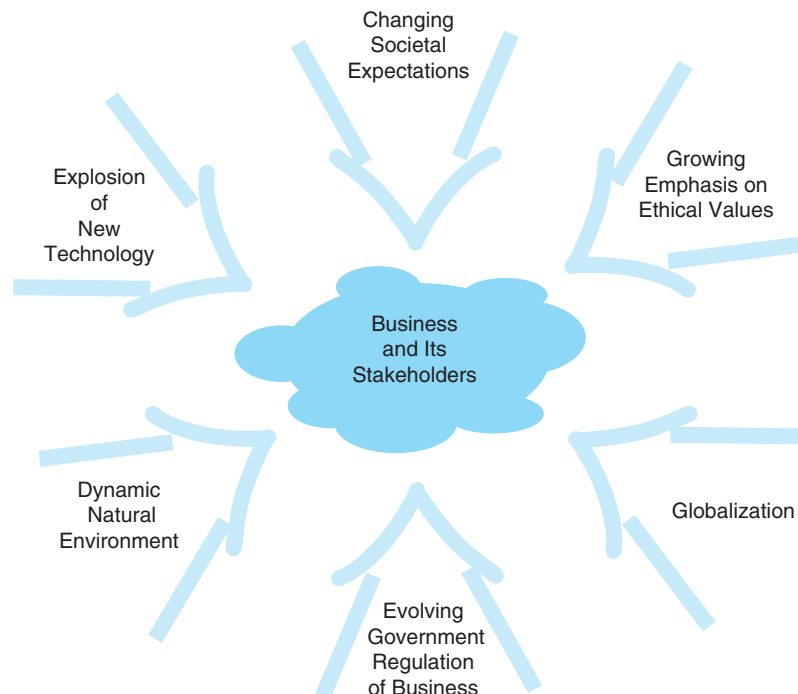 Changing
Societal
Expectations
Growing
Emphasis on
Ethical Values
Explosion
of
New
Technology
Business
and Its
Stakeholders
Dynamic
Natural
Environment
Globalization
Evolving
Government
Regulation
of Business